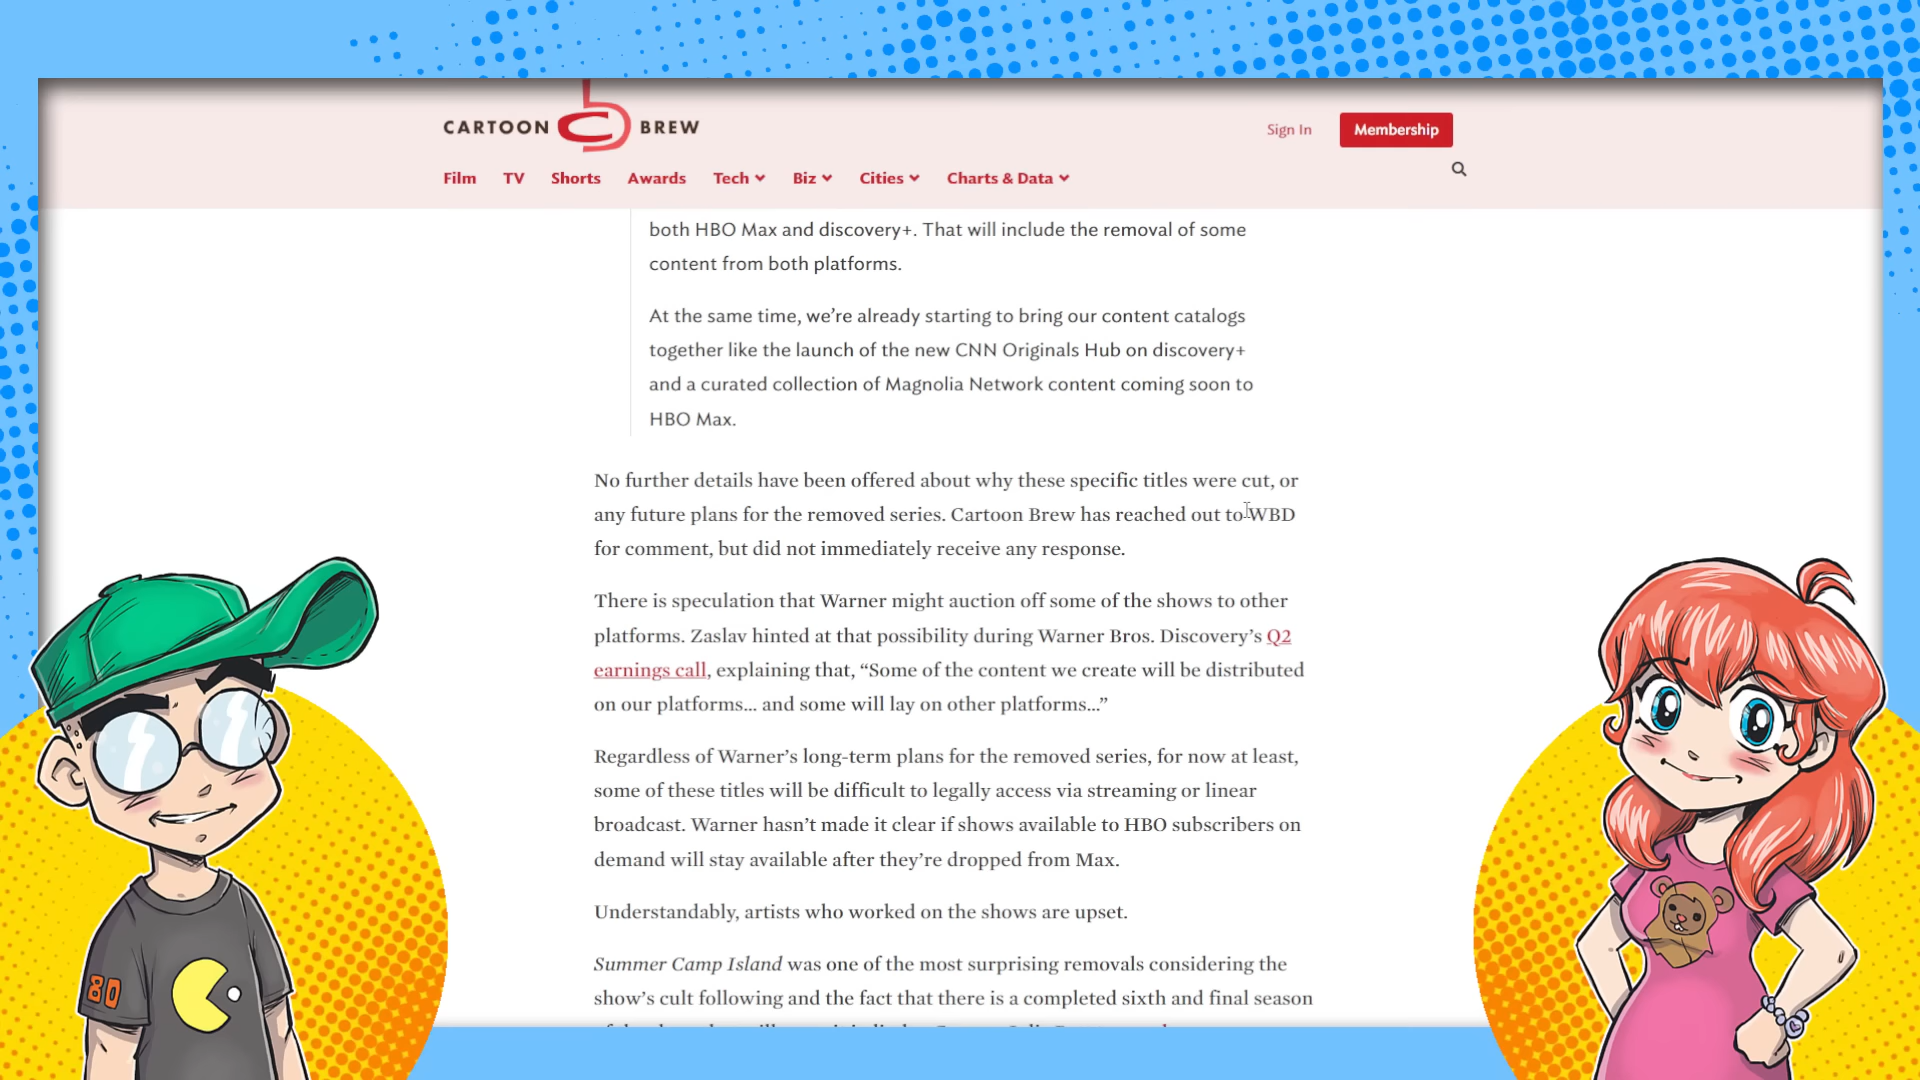 CARTOON BREW
Sign In
Membership
Film TV Shorts Awards Tech Biz Cities Charts & Data
both HBO Max and discovery+. That will include the removal of some
content from both platforms.
At the same time, we're already starting to bring our content catalogs
together like the launch of the new CNN Originals Hub on discovery+
and a curated collection of Magnolia Network content coming soon to
HBO Max.
No further details have been offered about why these specific titles were cut, or
any future plans for the removed series. Cartoon Brew has reached out to WBD
for comment, but did not immediately receive any response.
There is speculation that Warner might auction off some of the shows to other
platforms. Zaslav hinted at that possibility during Warner Bros. Discovery's Q2
earnings call, explaining that, “Some of the content we create will be distributed
on our platforms… and some will lay on other platforms…”
Regardless of Warner's long-term plans for the removed series, for now at least,
some of these titles will be difficult to legally access via streaming or linear
broadcast. Warner hasn't made it clear if shows available to HBO subscribers on
demand will stay available after they're dropped from Max.
Understandably, artists who worked on the shows are upset.
Summer Camp Island was one of the most surprising removals considering the
show's cult following and the fact that there is a completed sixth and final season
80